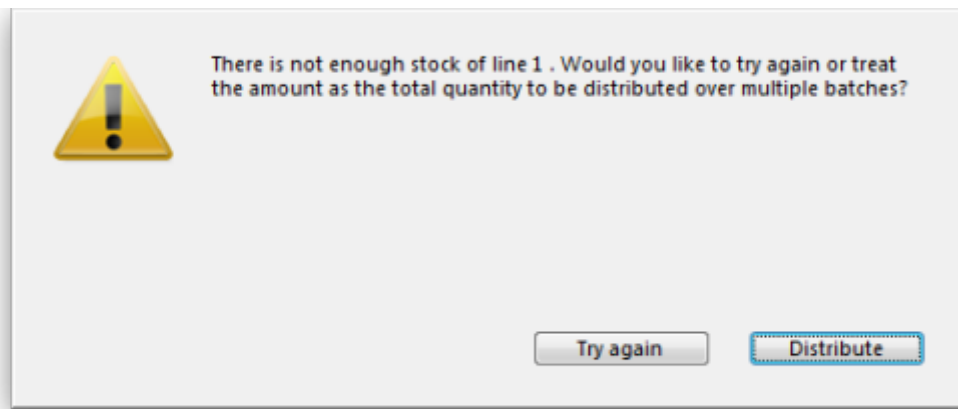 There is not enough stock of line 1 . Would you like to try again or treat
the amount as the total quantity to be distributed over multiple batches?
Try again
Distribute